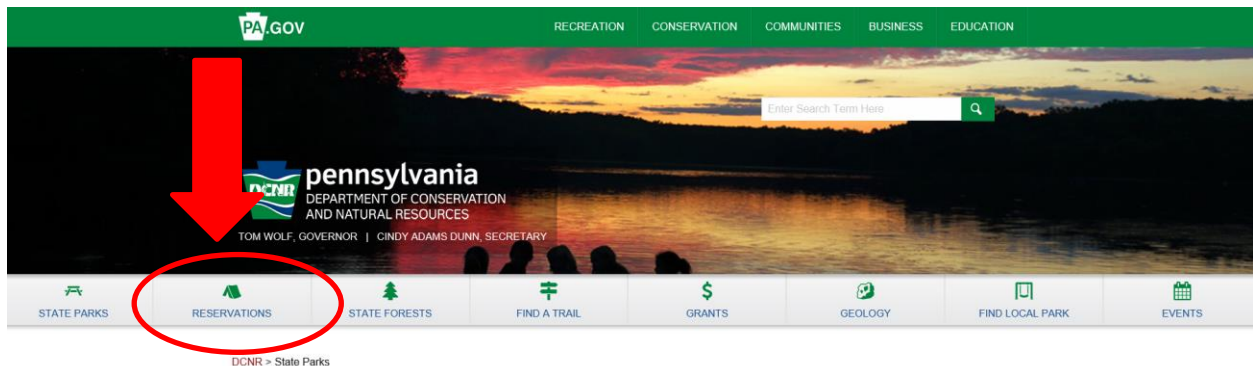 PA.GOV RECREATION CONSERVATION COMMUNITIES BUSINESS EDUCATION
Enter Search Term Here
DCNR
pennsylvania
DEPARTMENT OF CONSERVATION
AND NATURAL RESOURCES
TOM WOLF, GOVERNOR | CINDY ADAMS DUNN, SECRETARY
STATE PARKS RESERVATIONS STATE FORESTS FIND A TRAIL GRANTS GEOLOGY FIND LOCAL PARK EVENTS
DCNR > State Parks